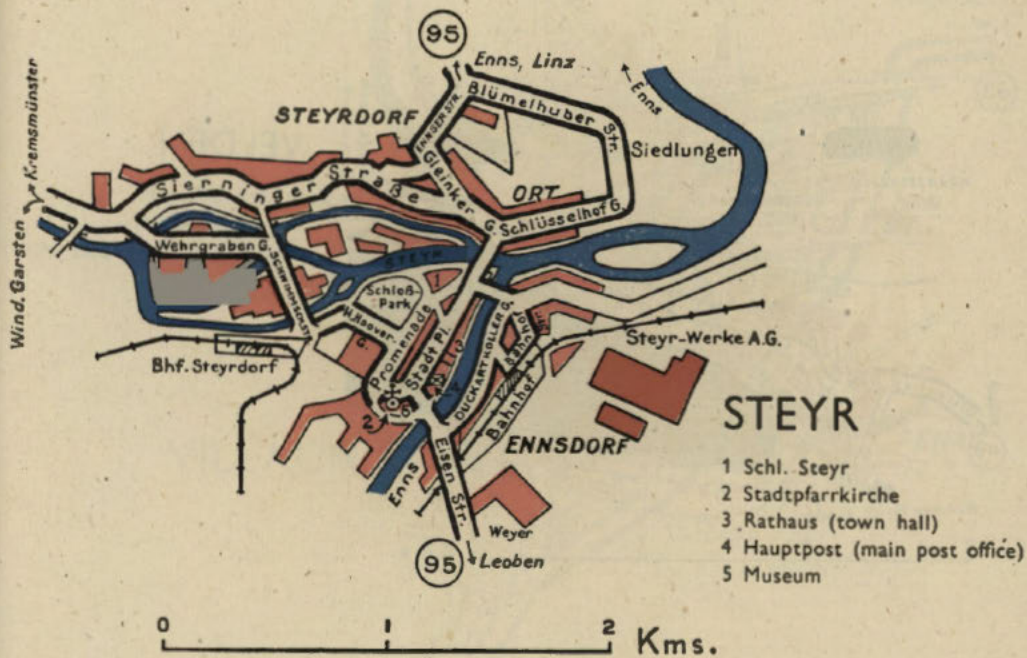 95
Enns, Linz
Enns
Blümelhuber Str.
STEYRDORF
ENNSER STR.
Siedlungen
Gleinker G.
ORT
Sierninger Straße
Schlüsselhof G.
Kremsmünster
Wind. Garsten
Wehrgraben G.
STEYR
1
Schloß-
Park
Promenade
Stadt Pl.
DUCKARTKOLLER G.
Bahnhof Str.
Steyr-Werke A.G.
Bhf. Steyrdorf
Bahnhof
2
ENNSDORF
Enns
Eisen Str.
Weyer
95
Leoben
STEYR
1 Schl. Steyr
2 Stadtpfarrkirche
3 Rathaus (town hall)
4 Hauptpost (main post office)
5 Museum
0 1 2 Kms.